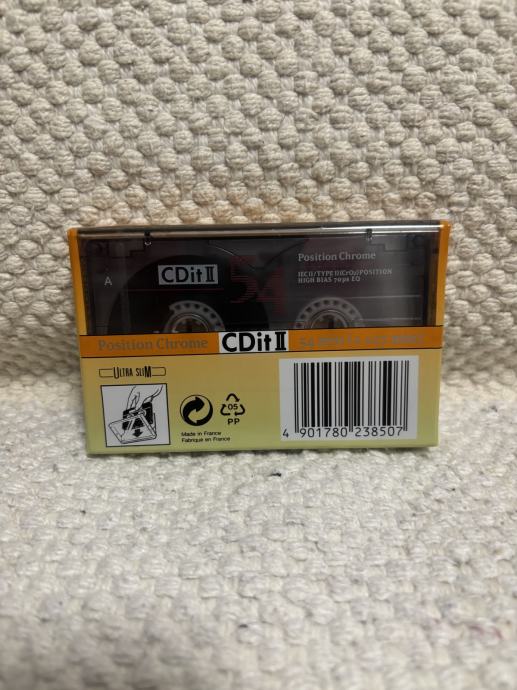 Position Chrome
A
CDit II
54
IEC II/TYPE II (CrO₂) POSITION
HIGH BIAS 70μs EQ
Position Chrome
CDit II
54
ULTRA SLIM
05
PP
Made in France
Fabriqué en France
4 901780 238507